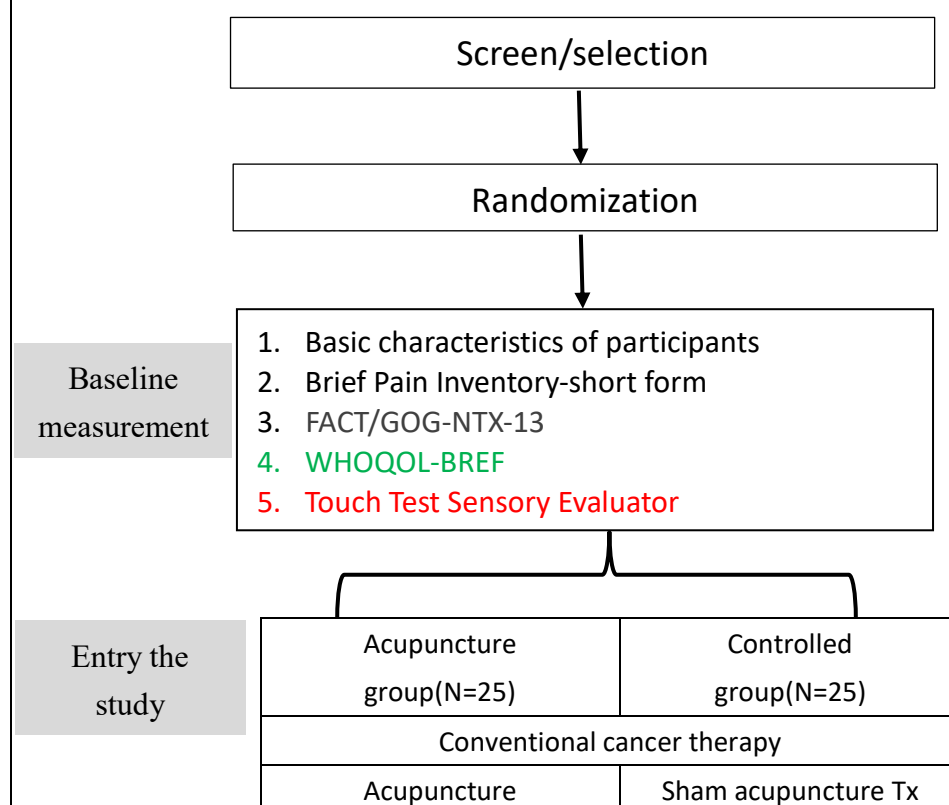 Screen/selection
Randomization
Baseline
measurement
1. Basic characteristics of participants
2. Brief Pain Inventory-short form
3. FACT/GOG-NTX-13
4. WHOQOL-BREF
5. Touch Test Sensory Evaluator
Entry the
study
Acupuncture
group(N=25)
Controlled
group(N=25)
Conventional cancer therapy
Acupuncture
Sham acupuncture Tx